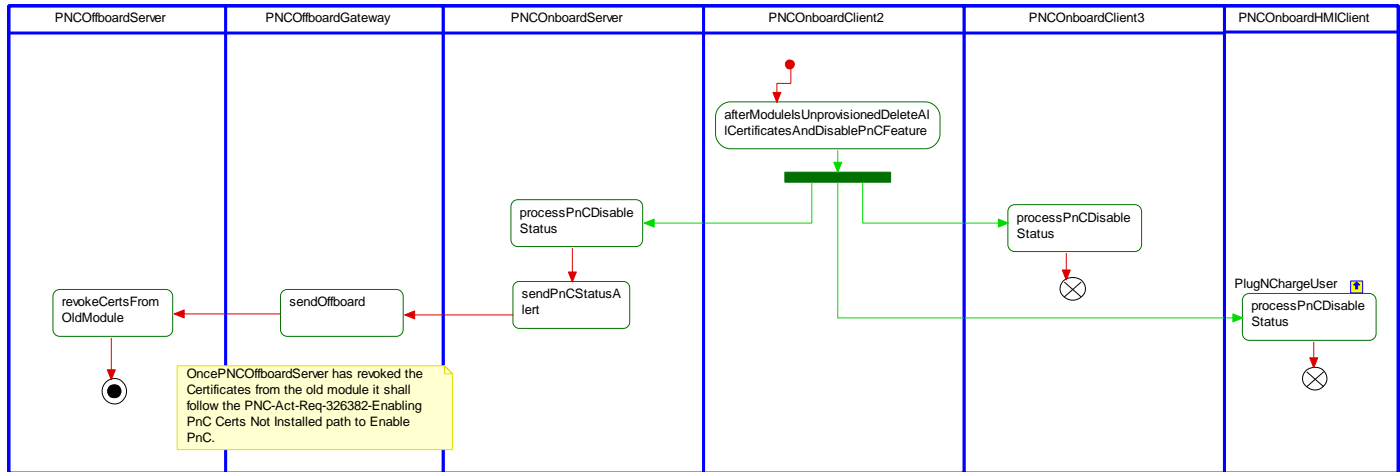 PNCOffboardServer
PNCOffboardGateway
PNCOnboardServer
PNCOnboardClient2
PNCOnboardClient3
PNCOnboardHMIClient
afterModuleIsUnprovisionedDeleteAl
lCertificatesAndDisablePnCFeature
processPnCDisable
Status
processPnCDisable
Status
sendPnCStatusA
lert
sendOffboard
revokeCertsFrom
OldModule
PlugNChargeUser
processPnCDisable
Status
OncePNCOffboardServer has revoked the
Certificates from the old module it shall
follow the PNC-Act-Req-326382-Enabling
PnC Certs Not Installed path to Enable
PnC.